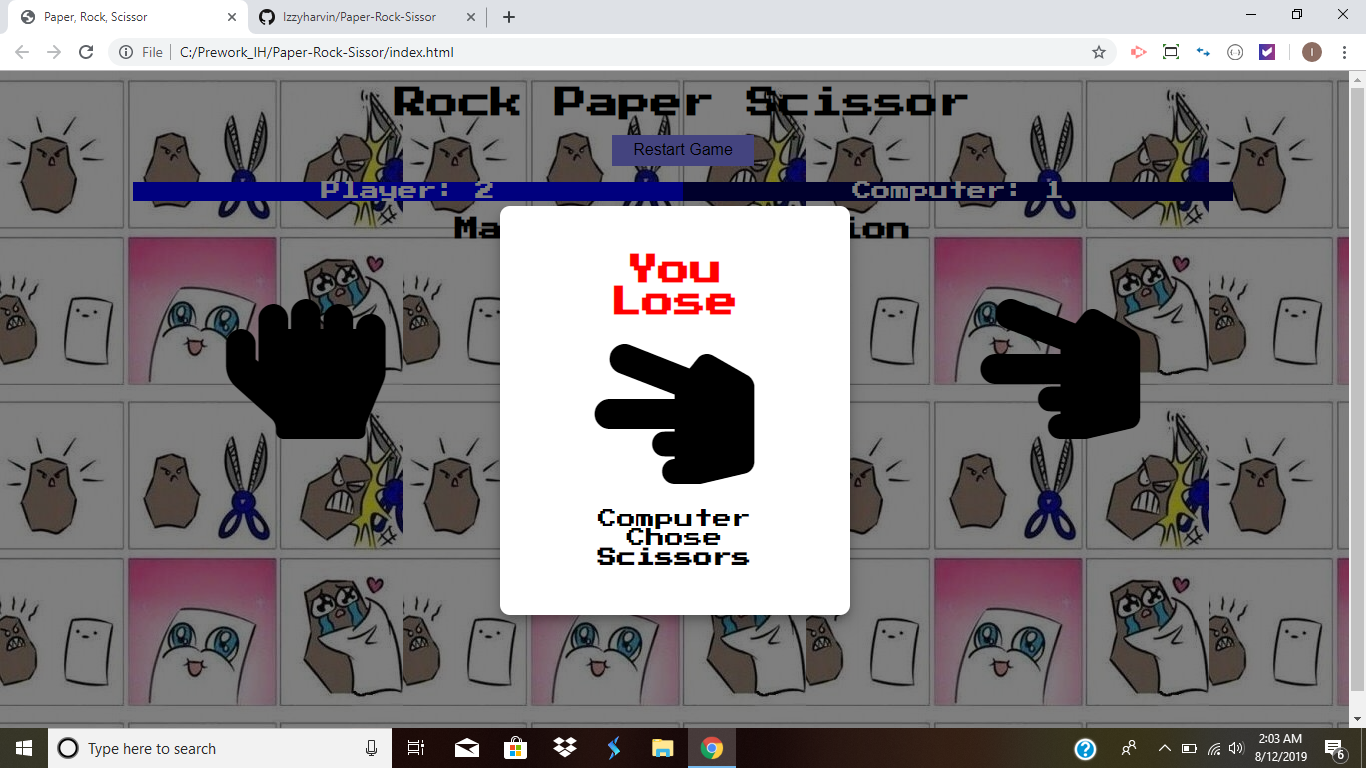 Paper, Rock, Scissor
Izzyharvin/Paper-Rock-Sissor
File
C:/Prework_IH/Paper-Rock-Sissor/index.html
I
Rock Paper Scissor
Restart Game
Player: 2
Computer: 1
Ma
ion
You
Lose
Computer
Chose
Scissors
Type here to search
2:03 AM
8/12/2019
6